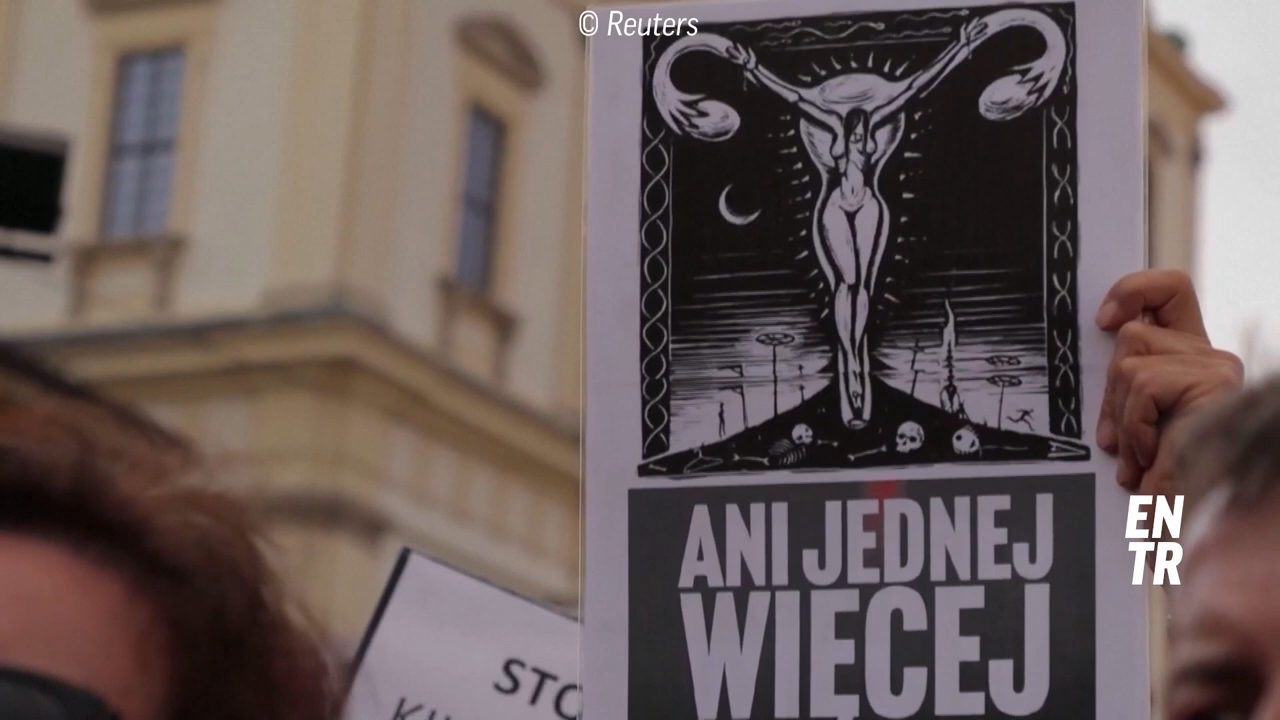 © Reuters
ANI JEDNEJ
WIĘCEJ
EN
TR